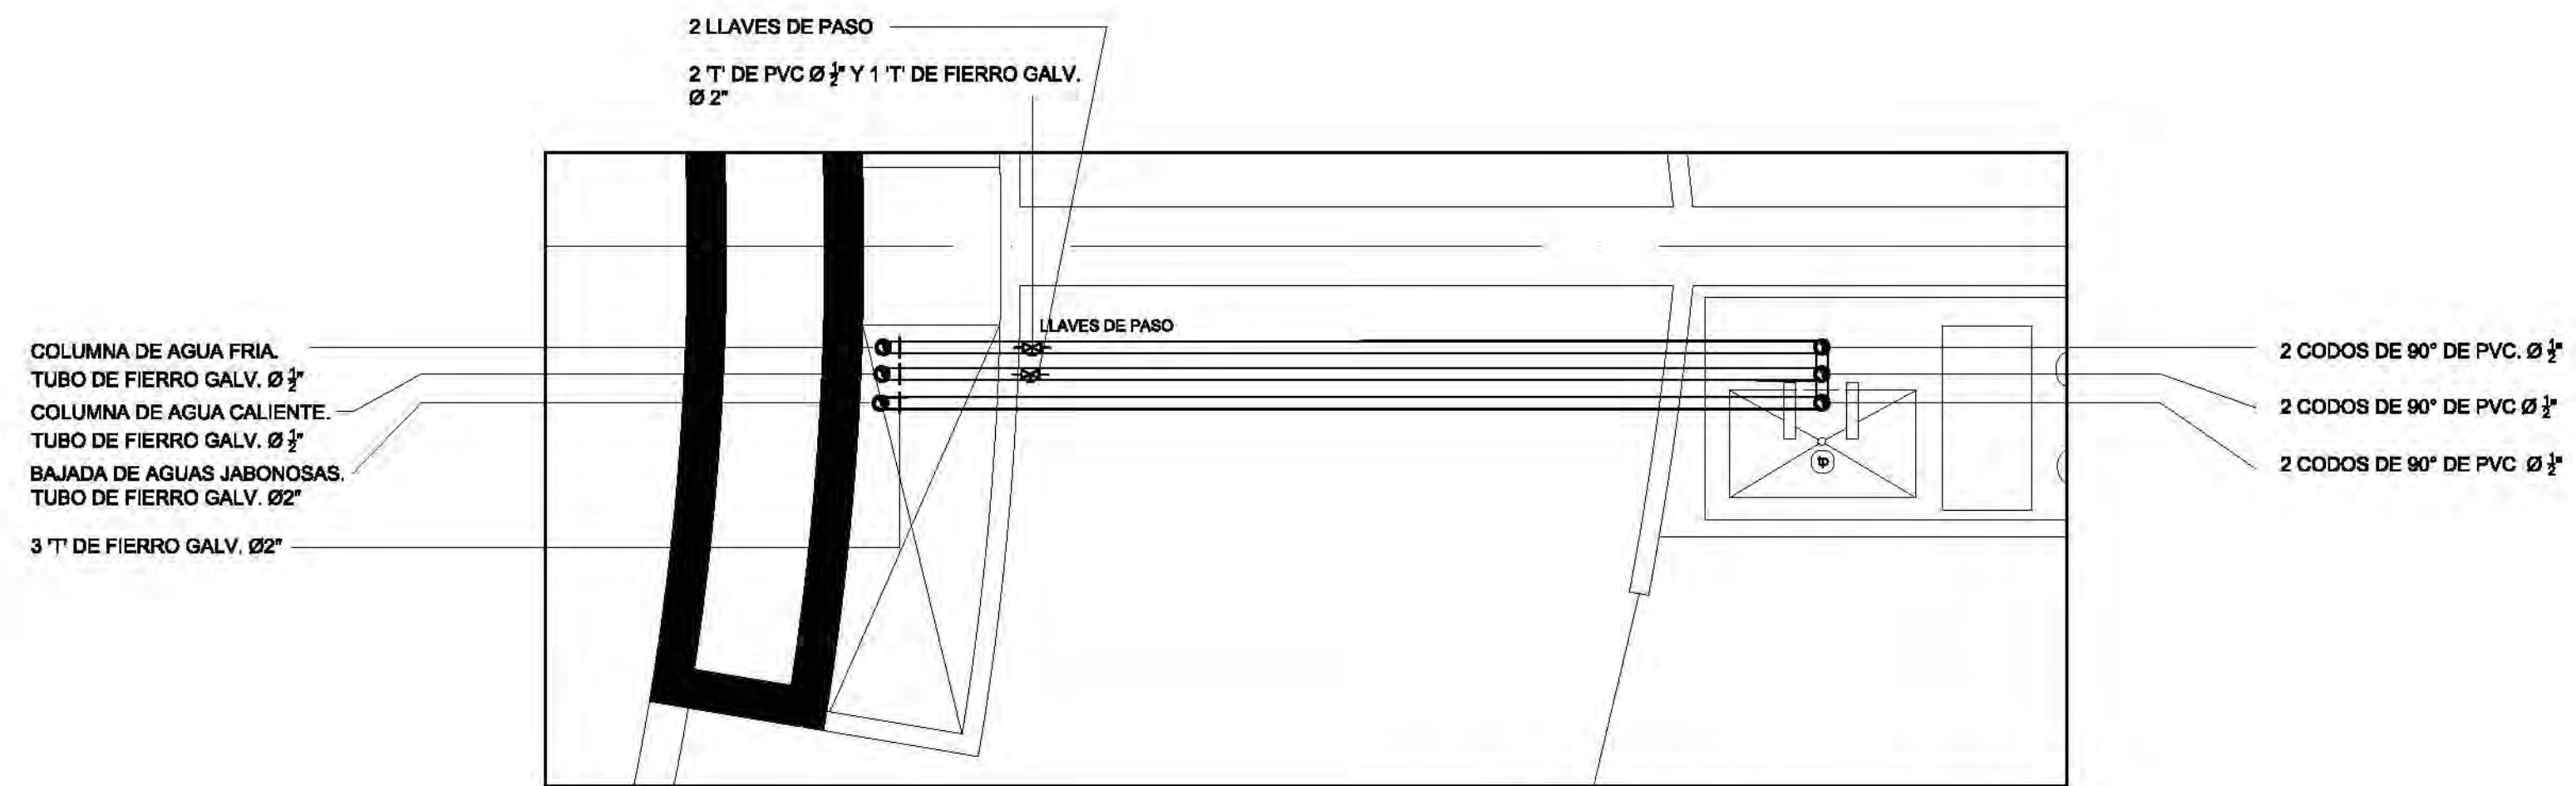 2 LLAVES DE PASO
2 'T' DE PVC Ø ½" Y 1 'T' DE FIERRO GALV.
Ø 2"
LLAVES DE PASO
COLUMNA DE AGUA FRIA.
TUBO DE FIERRO GALV. Ø ½"
COLUMNA DE AGUA CALIENTE.
TUBO DE FIERRO GALV. Ø ½"
BAJADA DE AGUAS JABONOSAS.
TUBO DE FIERRO GALV. Ø2"
3 'T' DE FIERRO GALV. Ø2"
2 CODOS DE 90° DE PVC. Ø ½"
2 CODOS DE 90° DE PVC Ø ½"
2 CODOS DE 90° DE PVC Ø ½"
tp